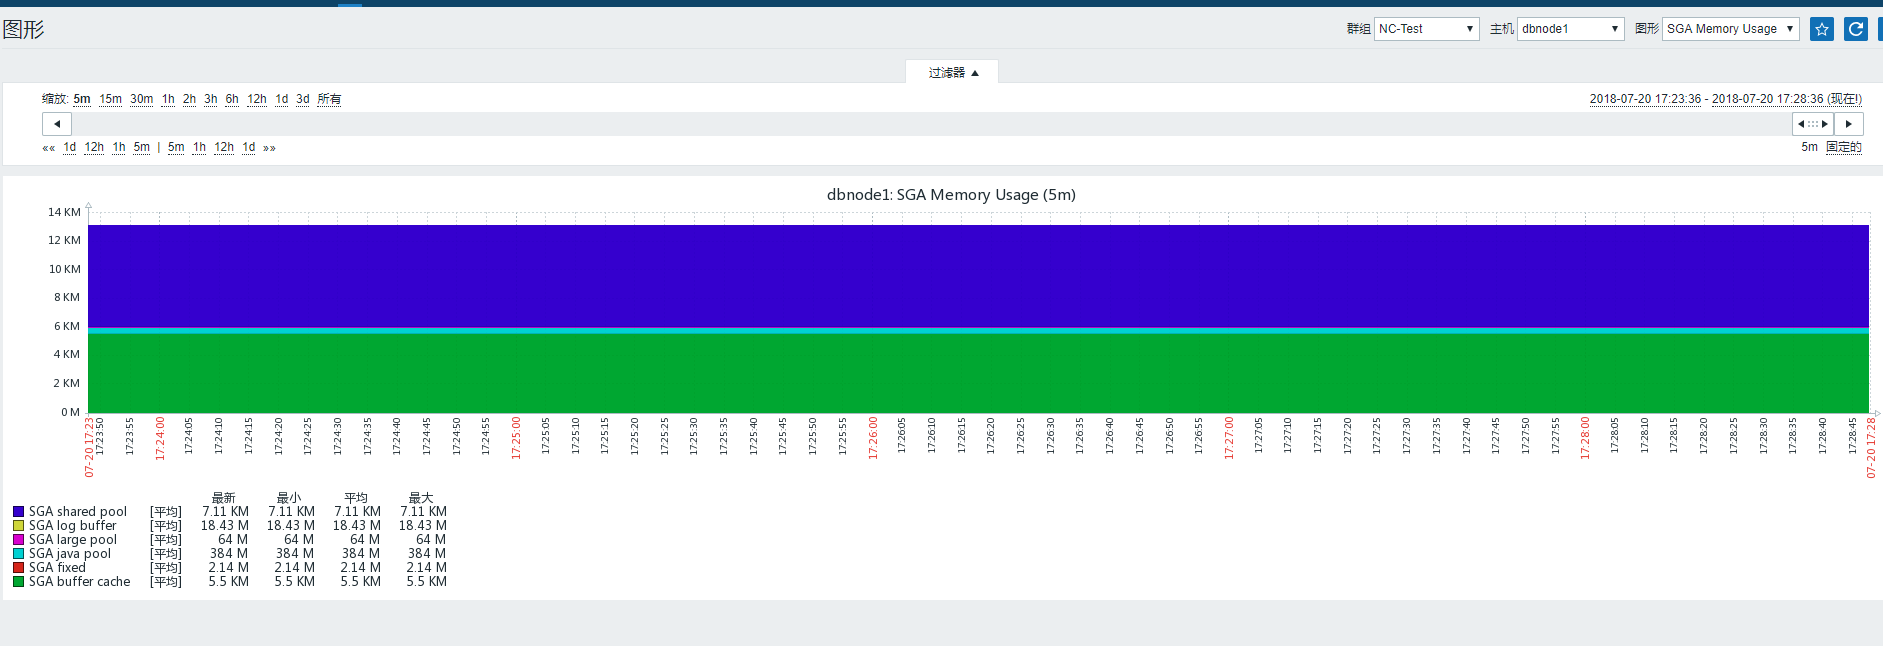 图形
群组 NC-Test 主机 dbnode1 图形 SGA Memory Usage
过滤器
缩放: 5m 15m 30m 1h 2h 3h 6h 12h 1d 3d 所有
2018-07-20 17:23:36 - 2018-07-20 17:28:36 (现在!)
«« 1d 12h 1h 5m | 5m 1h 12h 1d »»
5m 固定的
dbnode1: SGA Memory Usage (5m)
14 KM
12 KM
10 KM
8 KM
6 KM
4 KM
2 KM
0 M
07-20 17:23
17:23:50
17:23:55
17:24:00
17:24:05
17:24:10
17:24:15
17:24:20
17:24:25
17:24:30
17:24:35
17:24:40
17:24:45
17:24:50
17:24:55
17:25:00
17:25:05
17:25:10
17:25:15
17:25:20
17:25:25
17:25:30
17:25:35
17:25:40
17:25:45
17:25:50
17:25:55
17:26:00
17:26:05
17:26:10
17:26:15
17:26:20
17:26:25
17:26:30
17:26:35
17:26:40
17:26:45
17:26:50
17:26:55
17:27:00
17:27:05
17:27:10
17:27:15
17:27:20
17:27:25
17:27:30
17:27:35
17:27:40
17:27:45
17:27:50
17:27:55
17:28:00
17:28:05
17:28:10
17:28:15
17:28:20
17:28:25
17:28:30
17:28:35
17:28:40
17:28:45
07-20 17:28
最新 最小 平均 最大
SGA shared pool [平均] 7.11 KM 7.11 KM 7.11 KM 7.11 KM
SGA log buffer [平均] 18.43 M 18.43 M 18.43 M 18.43 M
SGA large pool [平均] 64 M 64 M 64 M 64 M
SGA java pool [平均] 384 M 384 M 384 M 384 M
SGA fixed [平均] 2.14 M 2.14 M 2.14 M 2.14 M
SGA buffer cache [平均] 5.5 KM 5.5 KM 5.5 KM 5.5 KM